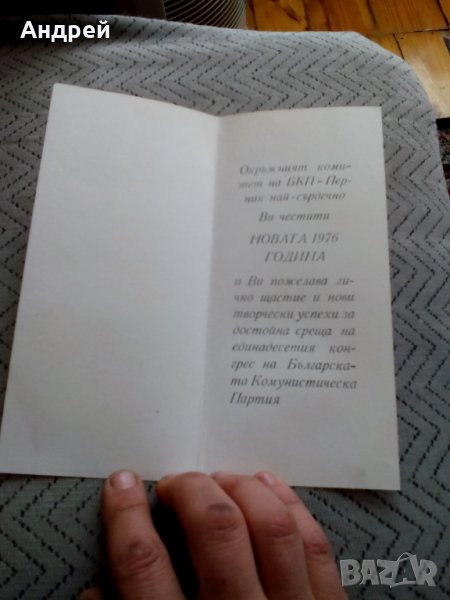 Андрей
Окръжният коми-
тет на БКП-Пер-
ник най-сърдечно
Ви честити
НОВАТА 1976
ГОДИНА
и Ви пожелава ли-
чно щастие и нови
творчески успехи за
достойна среща на
единадесетия кон-
грес на Българска-
та Комунистическа
Партия
BAZAR